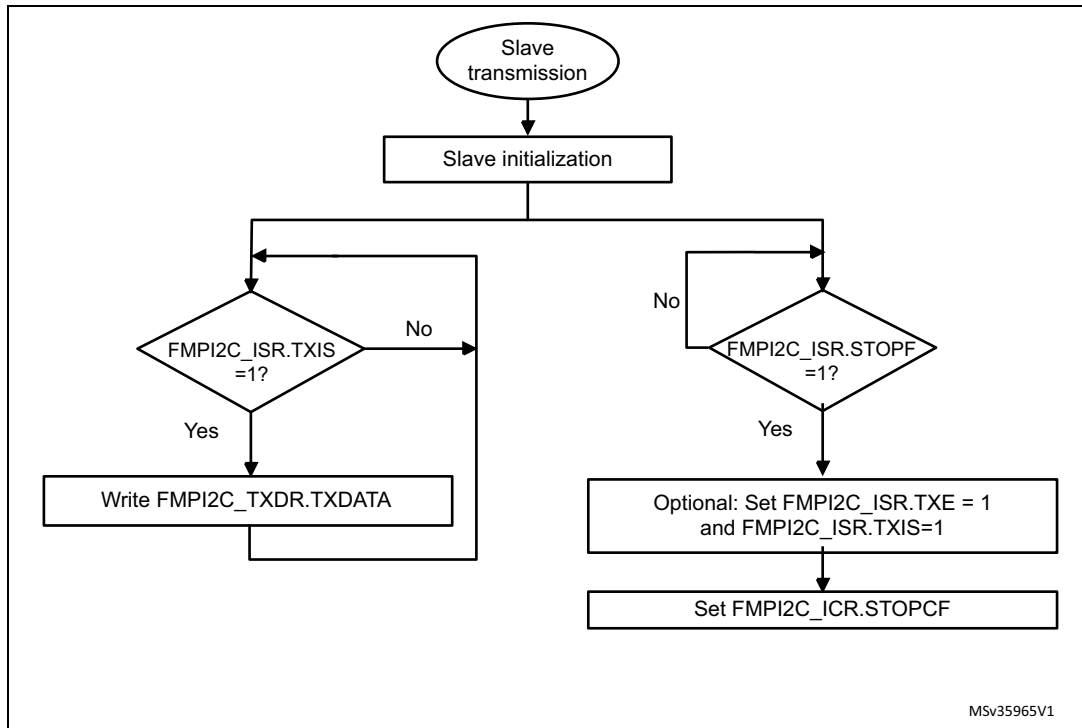 Slave
transmission
Slave initialization
No
FMPI2C_ISR.TXIS
=1?
Yes
Write FMPI2C_TXDR.TXDATA
No
FMPI2C_ISR.STOPF
=1?
Yes
Optional: Set FMPI2C_ISR.TXE = 1
and FMPI2C_ISR.TXIS=1
Set FMPI2C_ICR.STOPCF
MSv35965V1